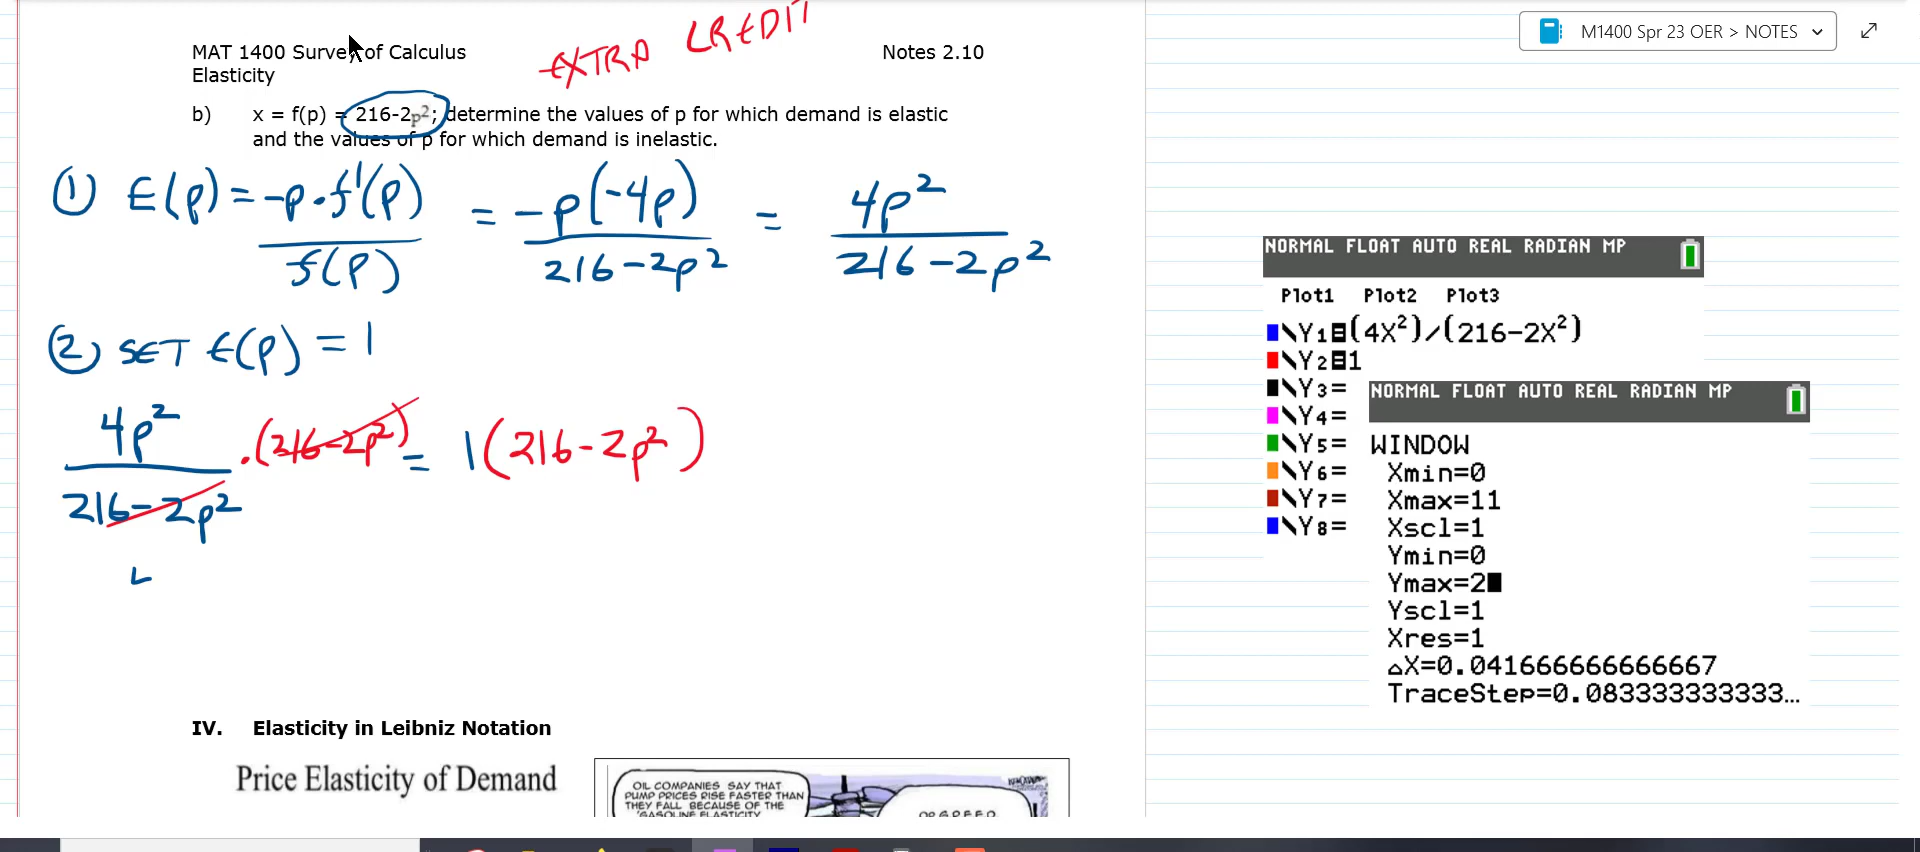 EXTRA CREDIT
M1400 Spr 23 OER > NOTES
MAT 1400 Survey of Calculus
Notes 2.10
Elasticity
b) x = f(p) = 216-2p²; determine the values of p for which demand is elastic
and the values of p for which demand is inelastic.
① E(p) = -p·f'(p) / f(p) = -p(-4p) / 216-2p² = 4p² / 216-2p²
② SET E(p) = 1
4p² / 216-2p² ·(216-2p²) = 1(216-2p²)
NORMAL FLOAT AUTO REAL RADIAN MP
Plot1 Plot2 Plot3
\Y1=(4X²)/(216-2X²)
\Y2=1
\Y3=
\Y4=
\Y5=
\Y6=
\Y7=
\Y8=
NORMAL FLOAT AUTO REAL RADIAN MP
WINDOW
Xmin=0
Xmax=11
Xscl=1
Ymin=0
Ymax=2
Yscl=1
Xres=1
△X=0.041666666666667
TraceStep=0.083333333333…
IV. Elasticity in Leibniz Notation
Price Elasticity of Demand
OIL COMPANIES SAY THAT
PUMP PRICES RISE FASTER THAN
THEY FALL BECAUSE OF THE
"GASOLINE ELASTICITY